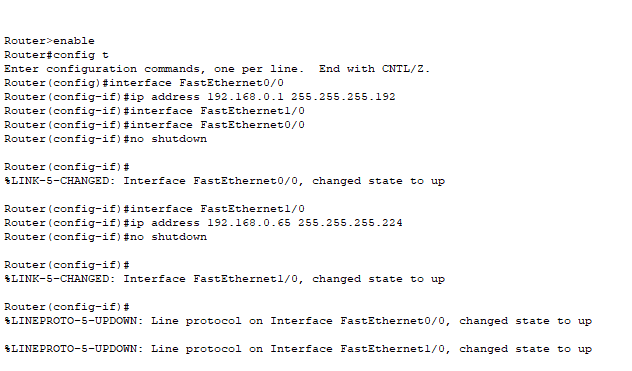 Router>enable
Router#config t
Enter configuration commands, one per line.  End with CNTL/Z.
Router(config)#interface FastEthernet0/0
Router(config-if)#ip address 192.168.0.1 255.255.255.192
Router(config-if)#interface FastEthernet1/0
Router(config-if)#interface FastEthernet0/0
Router(config-if)#no shutdown
Router(config-if)#
%LINK-5-CHANGED: Interface FastEthernet0/0, changed state to up
Router(config-if)#interface FastEthernet1/0
Router(config-if)#ip address 192.168.0.65 255.255.255.224
Router(config-if)#no shutdown
Router(config-if)#
%LINK-5-CHANGED: Interface FastEthernet1/0, changed state to up
Router(config-if)#
%LINEPROTO-5-UPDOWN: Line protocol on Interface FastEthernet0/0, changed state to up
%LINEPROTO-5-UPDOWN: Line protocol on Interface FastEthernet1/0, changed state to up